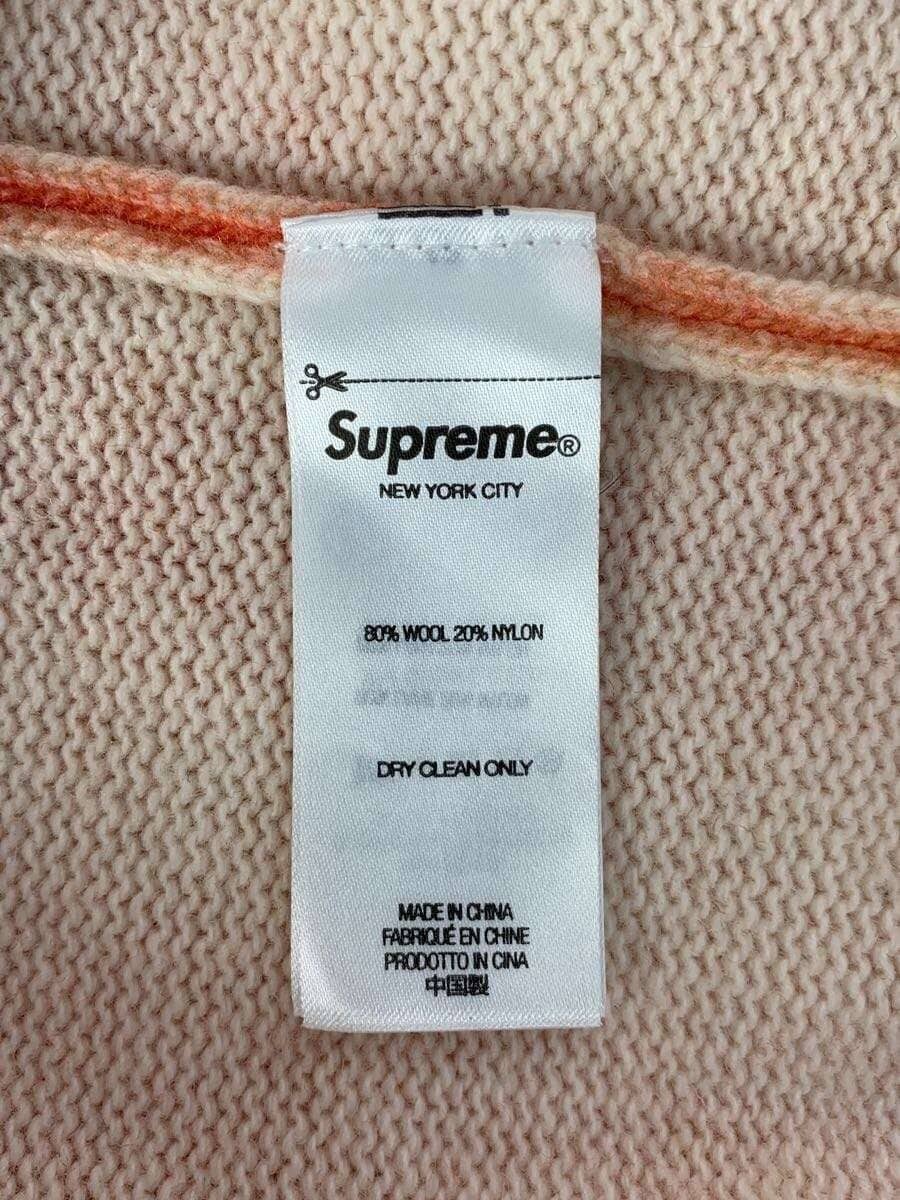 Supreme®
NEW YORK CITY
80% WOOL 20% NYLON
DRY CLEAN ONLY
MADE IN CHINA
FABRIQUÉ EN CHINE
PRODOTTO IN CINA
中国製